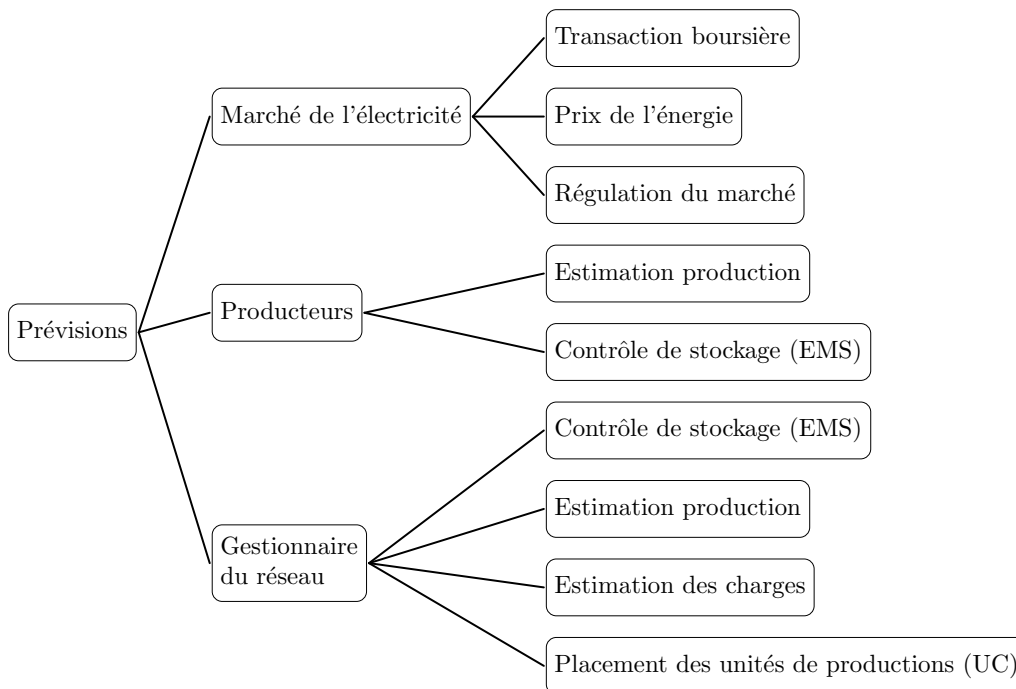 Prévisions
Marché de l'électricité
Transaction boursière
Prix de l'énergie
Régulation du marché
Producteurs
Estimation production
Contrôle de stockage (EMS)
Gestionnaire
du réseau
Contrôle de stockage (EMS)
Estimation production
Estimation des charges
Placement des unités de productions (UC)